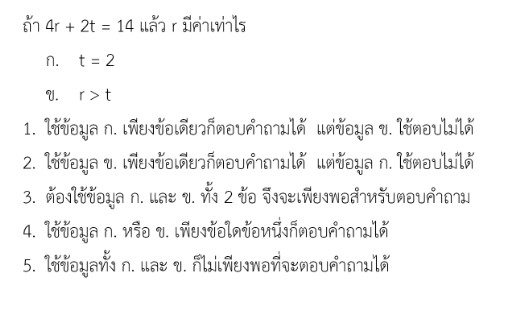 ถ้า 4r + 2t = 14 แล้ว r มีค่าเท่าไร
ก. t = 2
ข. r > t
1. ใช้ข้อมูล ก. เพียงข้อเดียวก็ตอบคำถามได้ แต่ข้อมูล ข. ใช้ตอบไม่ได้
2. ใช้ข้อมูล ข. เพียงข้อเดียวก็ตอบคำถามได้ แต่ข้อมูล ก. ใช้ตอบไม่ได้
3. ต้องใช้ข้อมูล ก. และ ข. ทั้ง 2 ข้อ จึงจะเพียงพอสำหรับตอบคำถาม
4. ใช้ข้อมูล ก. หรือ ข. เพียงข้อใดข้อหนึ่งก็ตอบคำถามได้
5. ใช้ข้อมูลทั้ง ก. และ ข. ก็ไม่เพียงพอที่จะตอบคำถามได้